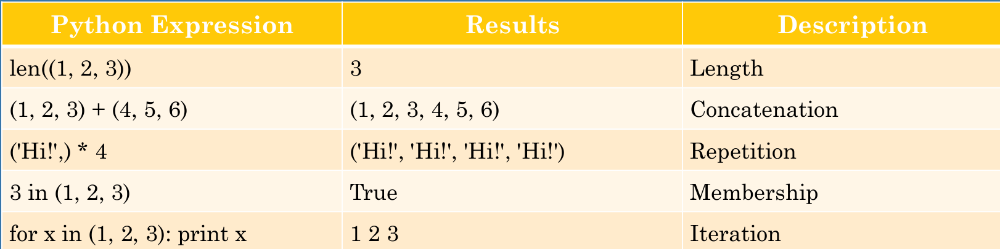 Python Expression Results Description
len((1, 2, 3)) 3 Length
(1, 2, 3) + (4, 5, 6) (1, 2, 3, 4, 5, 6) Concatenation
('Hi!',) * 4 ('Hi!', 'Hi!', 'Hi!', 'Hi!') Repetition
3 in (1, 2, 3) True Membership
for x in (1, 2, 3): print x 1 2 3 Iteration